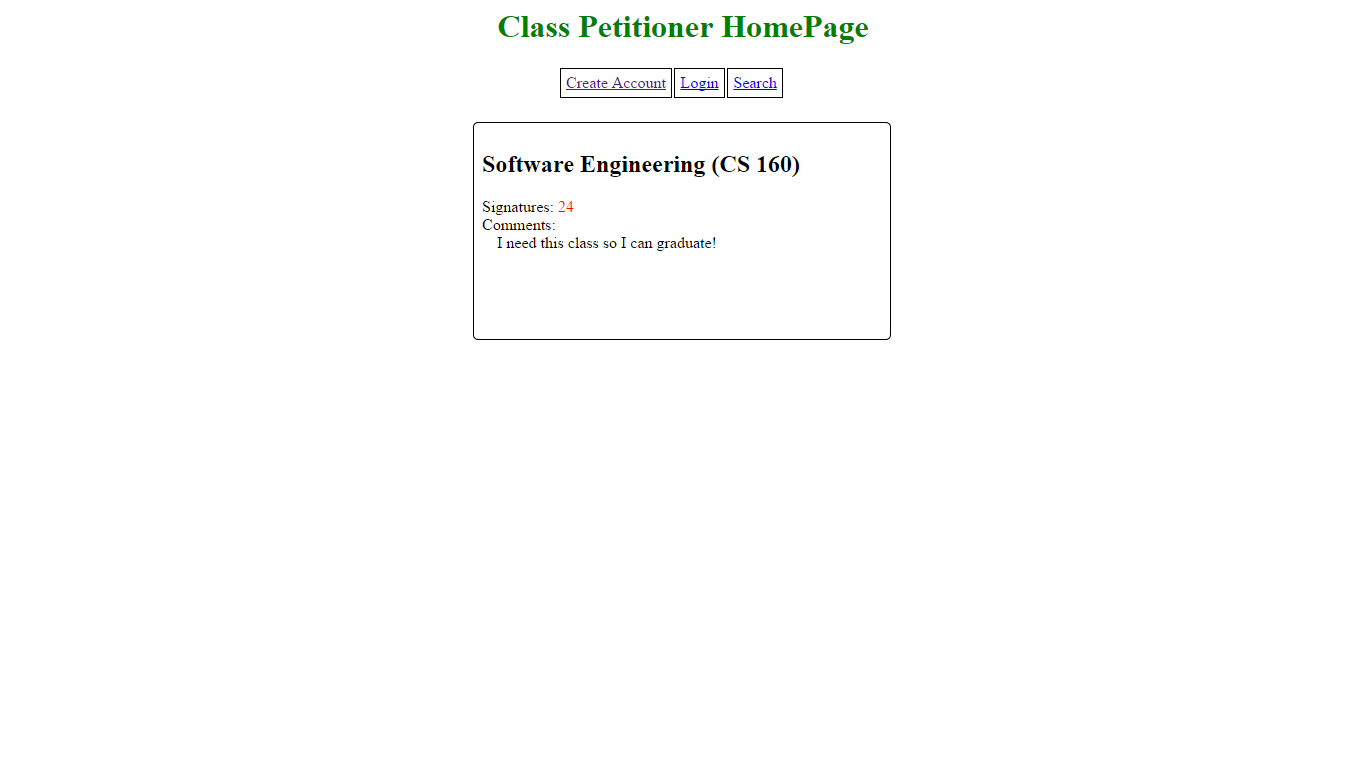 Class Petitioner HomePage
Create Account Login Search
Software Engineering (CS 160)
Signatures: 24
Comments:
I need this class so I can graduate!